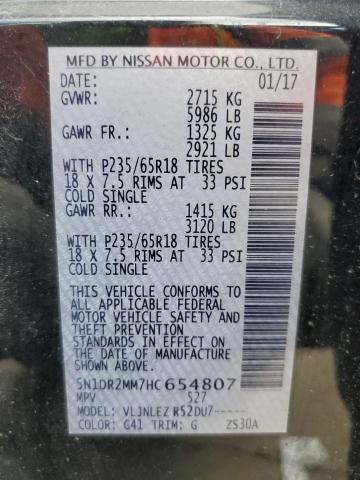 MFD BY NISSAN MOTOR CO., LTD.
DATE: 01/17
GVWR: 2715 KG
5986 LB
GAWR FR.: 1325 KG
2921 LB
WITH P235/65R18 TIRES
18 X 7.5 RIMS AT 33 PSI
COLD SINGLE
GAWR RR.: 1415 KG
3120 LB
WITH P235/65R18 TIRES
18 X 7.5 RIMS AT 33 PSI
COLD SINGLE
THIS VEHICLE CONFORMS TO
ALL APPLICABLE FEDERAL
MOTOR VEHICLE SAFETY AND
THEFT PREVENTION
STANDARDS IN EFFECT ON
THE DATE OF MANUFACTURE
SHOWN ABOVE.
5N1DR2MM7HC654807
MPV 527
MODEL: VLJNLEZ R52DU7-----
COLOR: G41 TRIM: G ZS30A